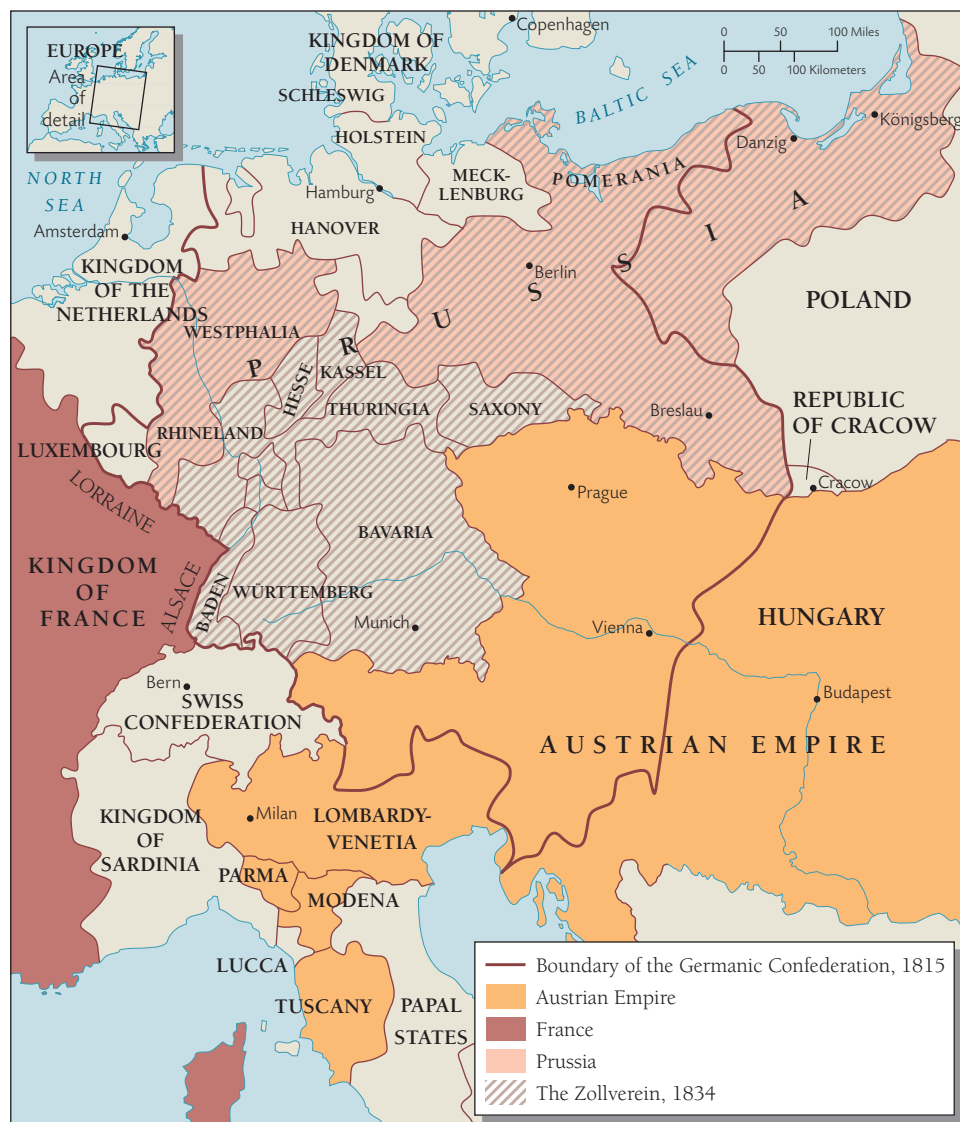 EUROPE
Area
of
detail
Copenhagen
KINGDOM OF
DENMARK
SCHLESWIG
HOLSTEIN
BALTIC SEA
0 50 100 Miles
0 50 100 Kilometers
Königsberg
Danzig
NORTH
SEA
Hamburg
MECK-
LENBURG
POMERANIA
Amsterdam
HANOVER
KINGDOM
OF THE
NETHERLANDS
Berlin
PRUSSIA
POLAND
WESTPHALIA
HESSE
KASSEL
THURINGIA
SAXONY
Breslau
REPUBLIC
OF CRACOW
RHINELAND
LUXEMBOURG
Cracow
LORRAINE
Prague
BAVARIA
KINGDOM
OF
FRANCE
ALSACE
BADEN
WÜRTTEMBERG
Munich
Vienna
HUNGARY
Bern
SWISS
CONFEDERATION
Budapest
AUSTRIAN EMPIRE
KINGDOM
OF
SARDINIA
Milan
LOMBARDY-
VENETIA
PARMA
MODENA
LUCCA
TUSCANY
PAPAL
STATES
Boundary of the Germanic Confederation, 1815
Austrian Empire
France
Prussia
The Zollverein, 1834